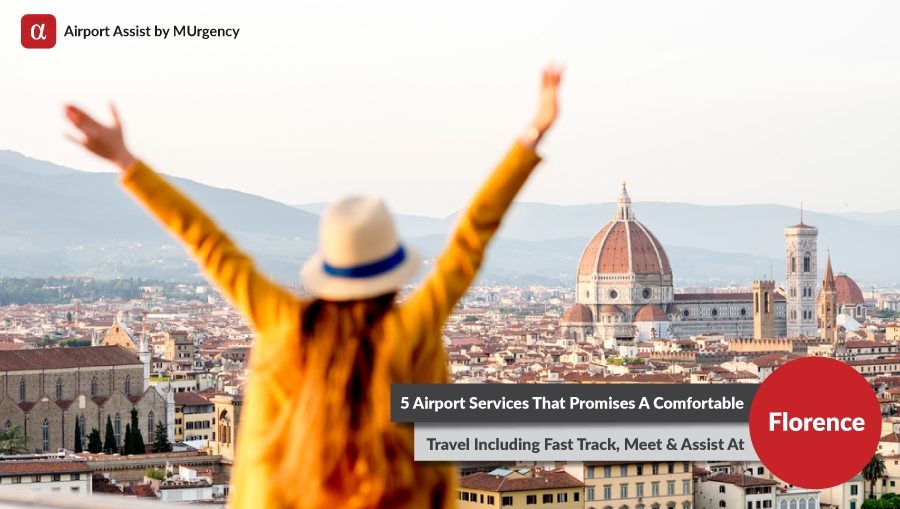 α Airport Assist by MUrgency
5 Airport Services That Promises A Comfortable
Travel Including Fast Track, Meet & Assist At
Florence